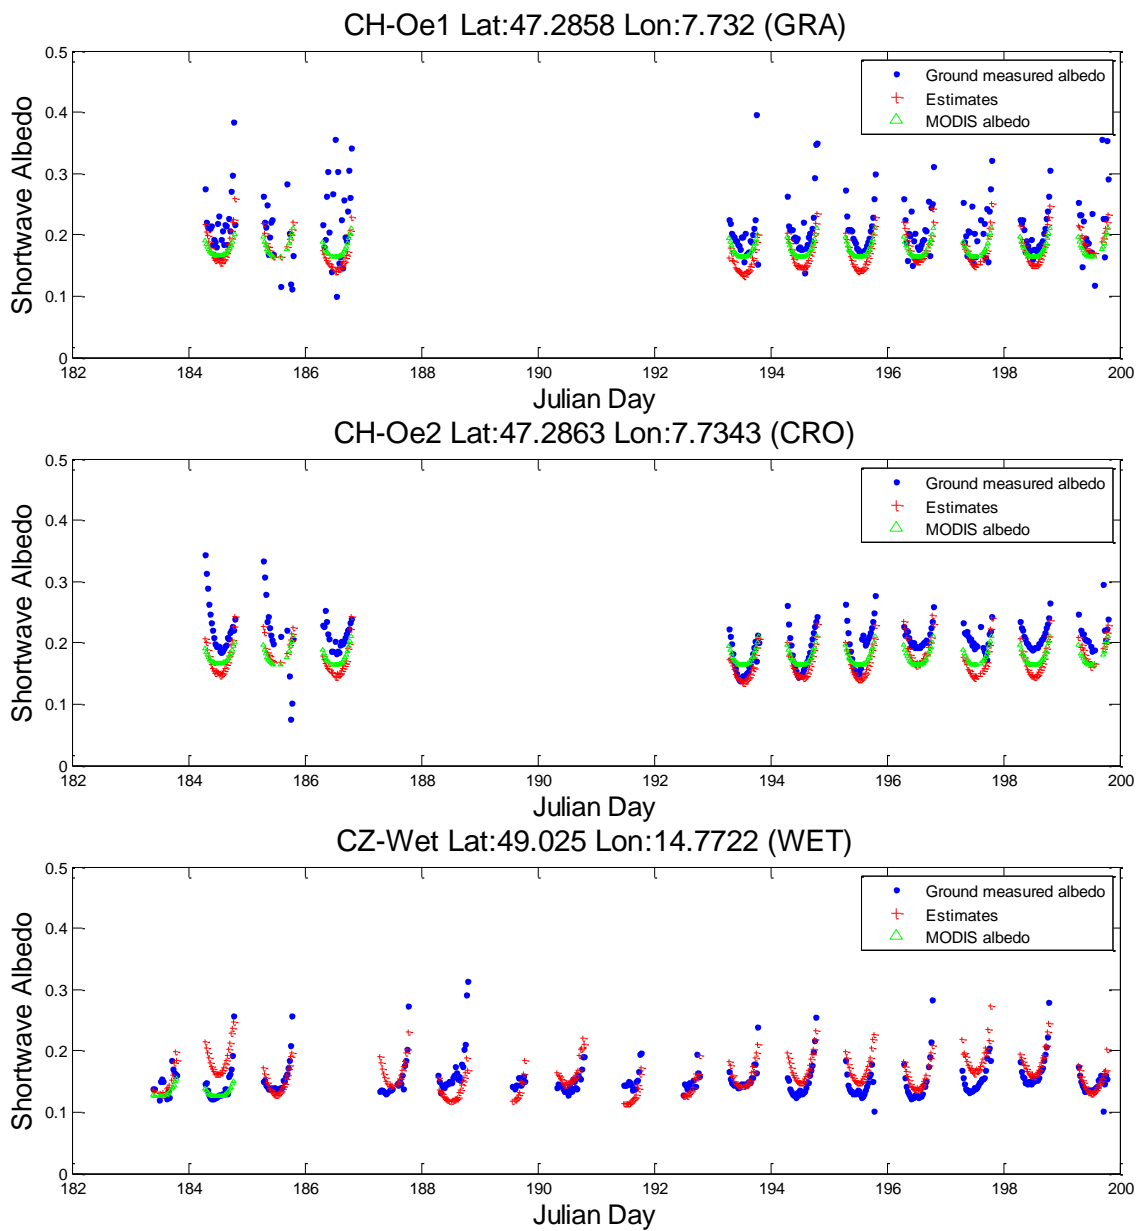 CH-Oe1 Lat:47.2858 Lon:7.732 (GRA)
0.5
0.4
0.3
0.2
0.1
0
Shortwave Albedo
Ground measured albedo
Estimates
MODIS albedo
182 184 186 188 190 192 194 196 198 200
Julian Day
CH-Oe2 Lat:47.2863 Lon:7.7343 (CRO)
0.5
0.4
0.3
0.2
0.1
0
Shortwave Albedo
Ground measured albedo
Estimates
MODIS albedo
182 184 186 188 190 192 194 196 198 200
Julian Day
CZ-Wet Lat:49.025 Lon:14.7722 (WET)
0.5
0.4
0.3
0.2
0.1
0
Shortwave Albedo
Ground measured albedo
Estimates
MODIS albedo
182 184 186 188 190 192 194 196 198 200
Julian Day